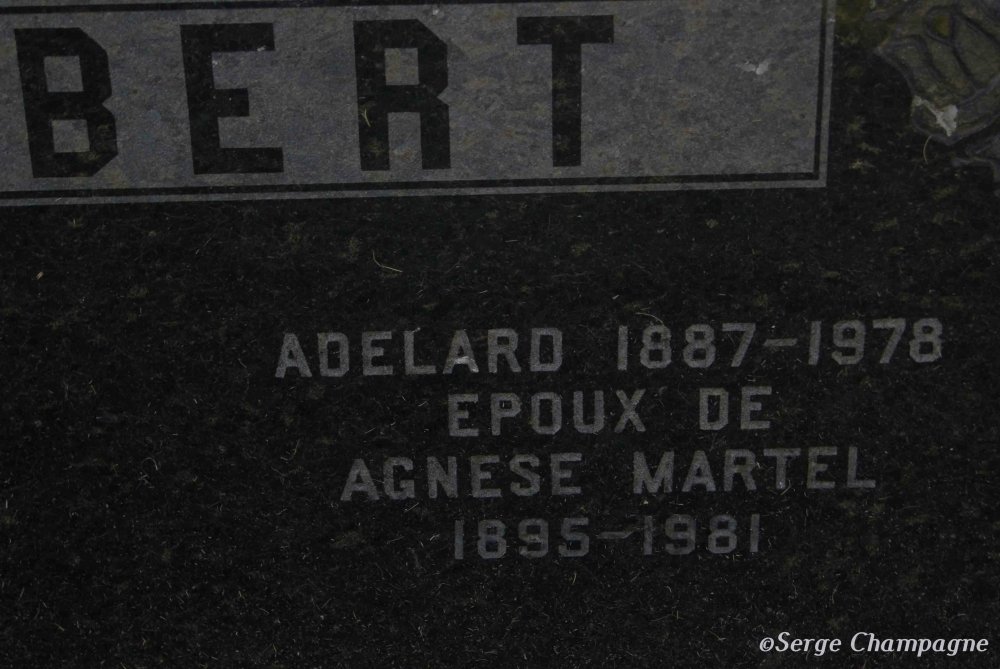 BERT
ADELARD 1887-1978
EPOUX DE
AGNESE MARTEL
1895-1981
©Serge Champagne